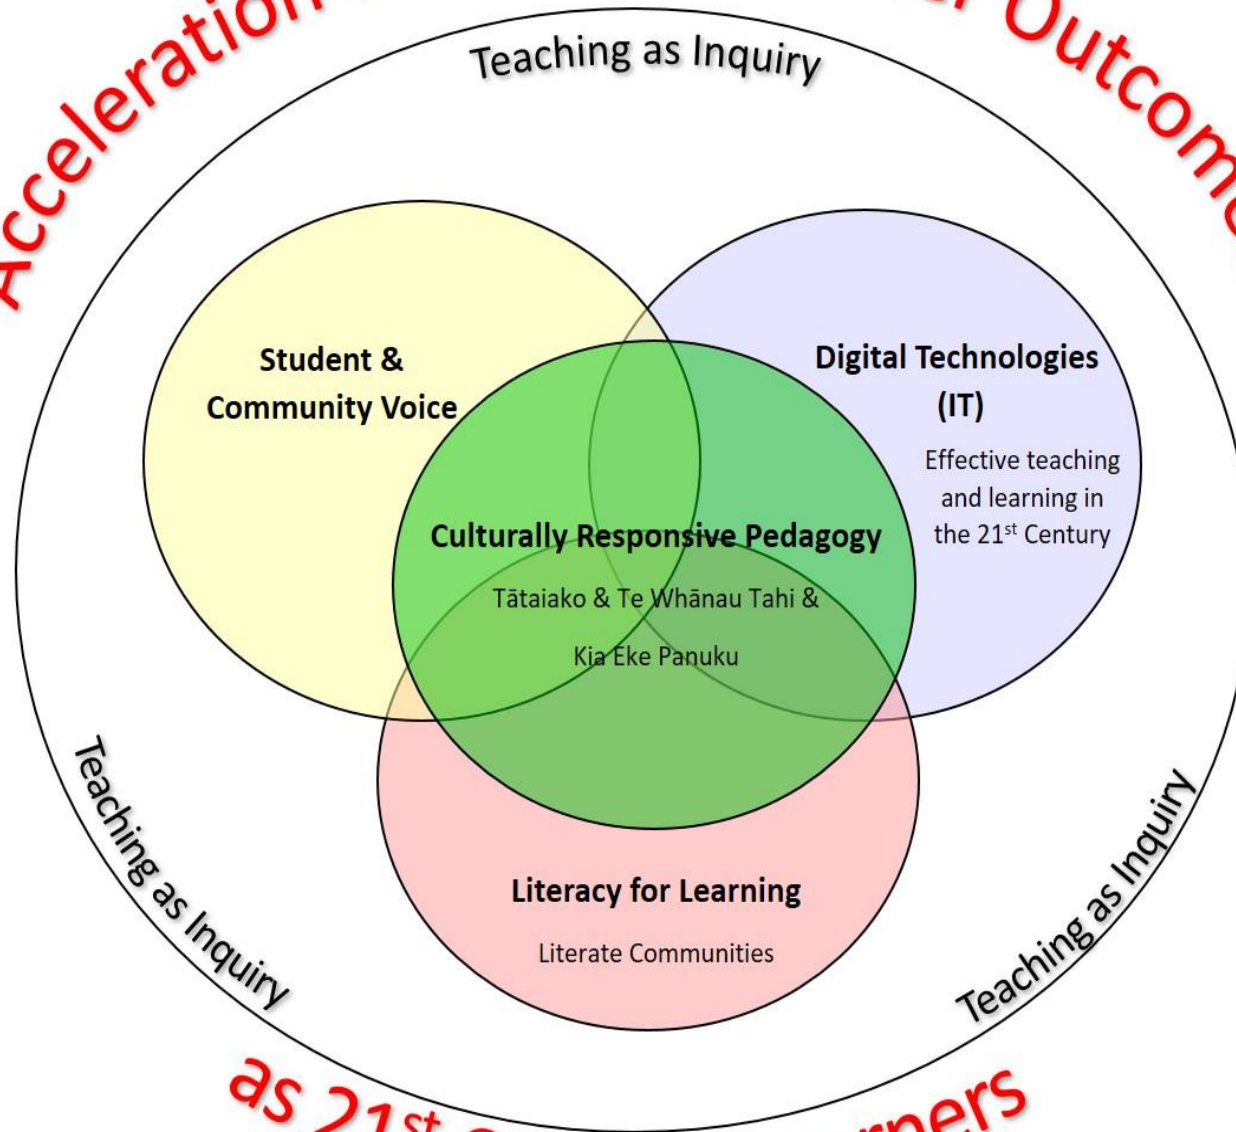 Acceleration
Outcome
Teaching as Inquiry
Student &
Community Voice
Digital Technologies
(IT)
Effective teaching
and learning in
the 21st Century
Culturally Responsive Pedagogy
Tātaiako & Te Whānau Tahi &
Kia Eke Panuku
Literacy for Learning
Literate Communities
Teaching as Inquiry
Teaching as Inquiry
as 21st